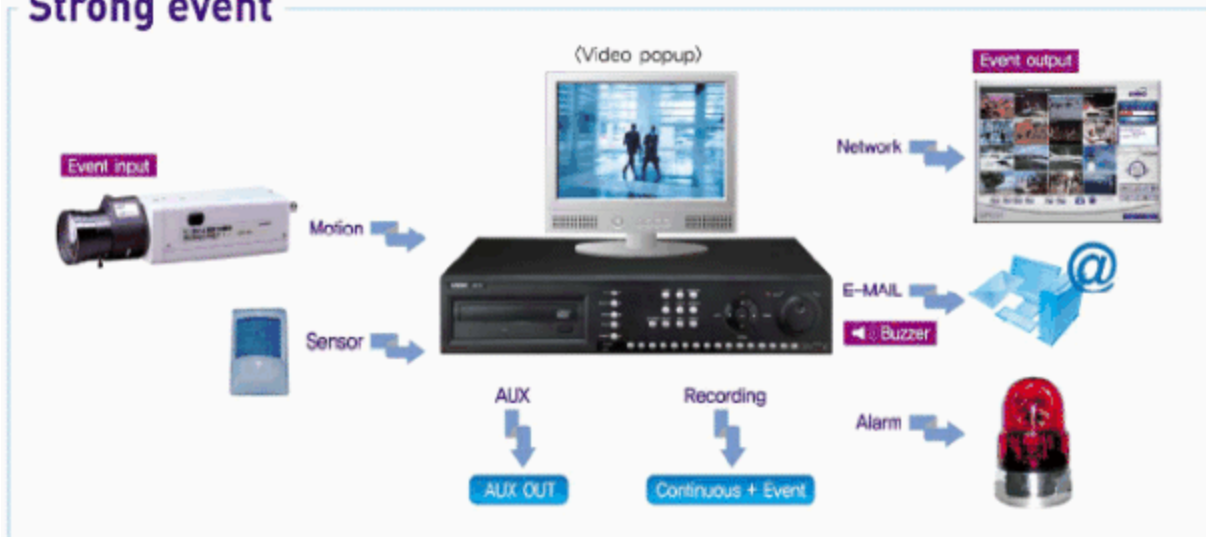 Strong event
〈Video popup〉
Event output
Network
Event input
Motion
E-MAIL
@
Buzzer
Sensor
AUX
Recording
Alarm
AUX OUT
Continuous + Event